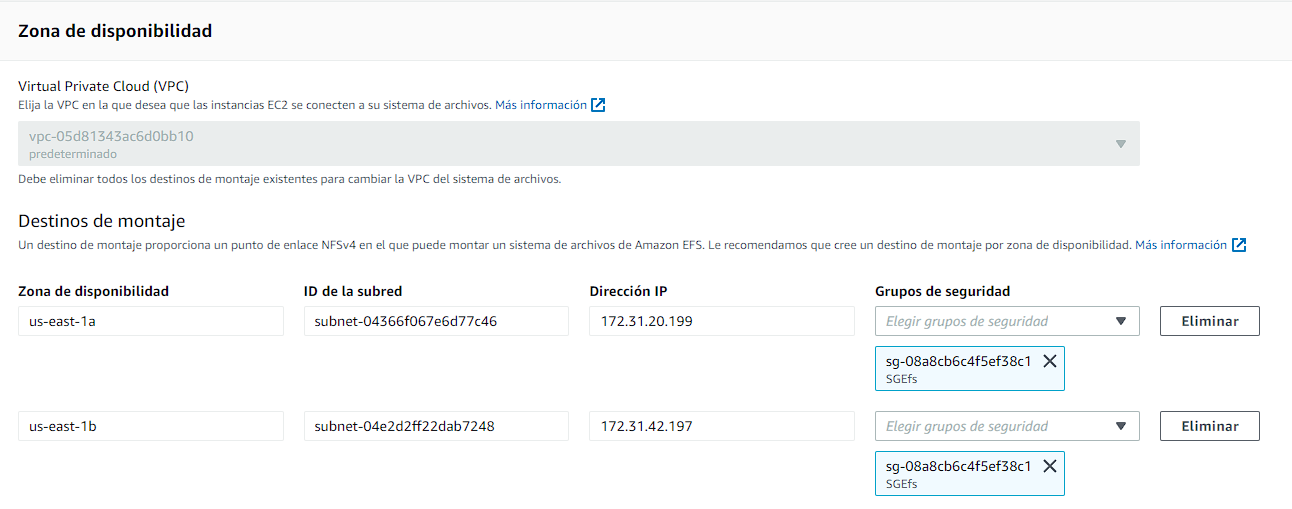 Zona de disponibilidad
Virtual Private Cloud (VPC)
Elija la VPC en la que desea que las instancias EC2 se conecten a su sistema de archivos. Más información
vpc-05d81343ac6d0bb10
predeterminado
Debe eliminar todos los destinos de montaje existentes para cambiar la VPC del sistema de archivos.
Destinos de montaje
Un destino de montaje proporciona un punto de enlace NFSv4 en el que puede montar un sistema de archivos de Amazon EFS. Le recomendamos que cree un destino de montaje por zona de disponibilidad. Más información
Zona de disponibilidad ID de la subred Dirección IP Grupos de seguridad
us-east-1a subnet-04366f067e6d77c46 172.31.20.199 Elegir grupos de seguridad Eliminar
sg-08a8cb6c4f5ef38c1
SGEfs
us-east-1b subnet-04e2d2ff22dab7248 172.31.42.197 Elegir grupos de seguridad Eliminar
sg-08a8cb6c4f5ef38c1
SGEfs